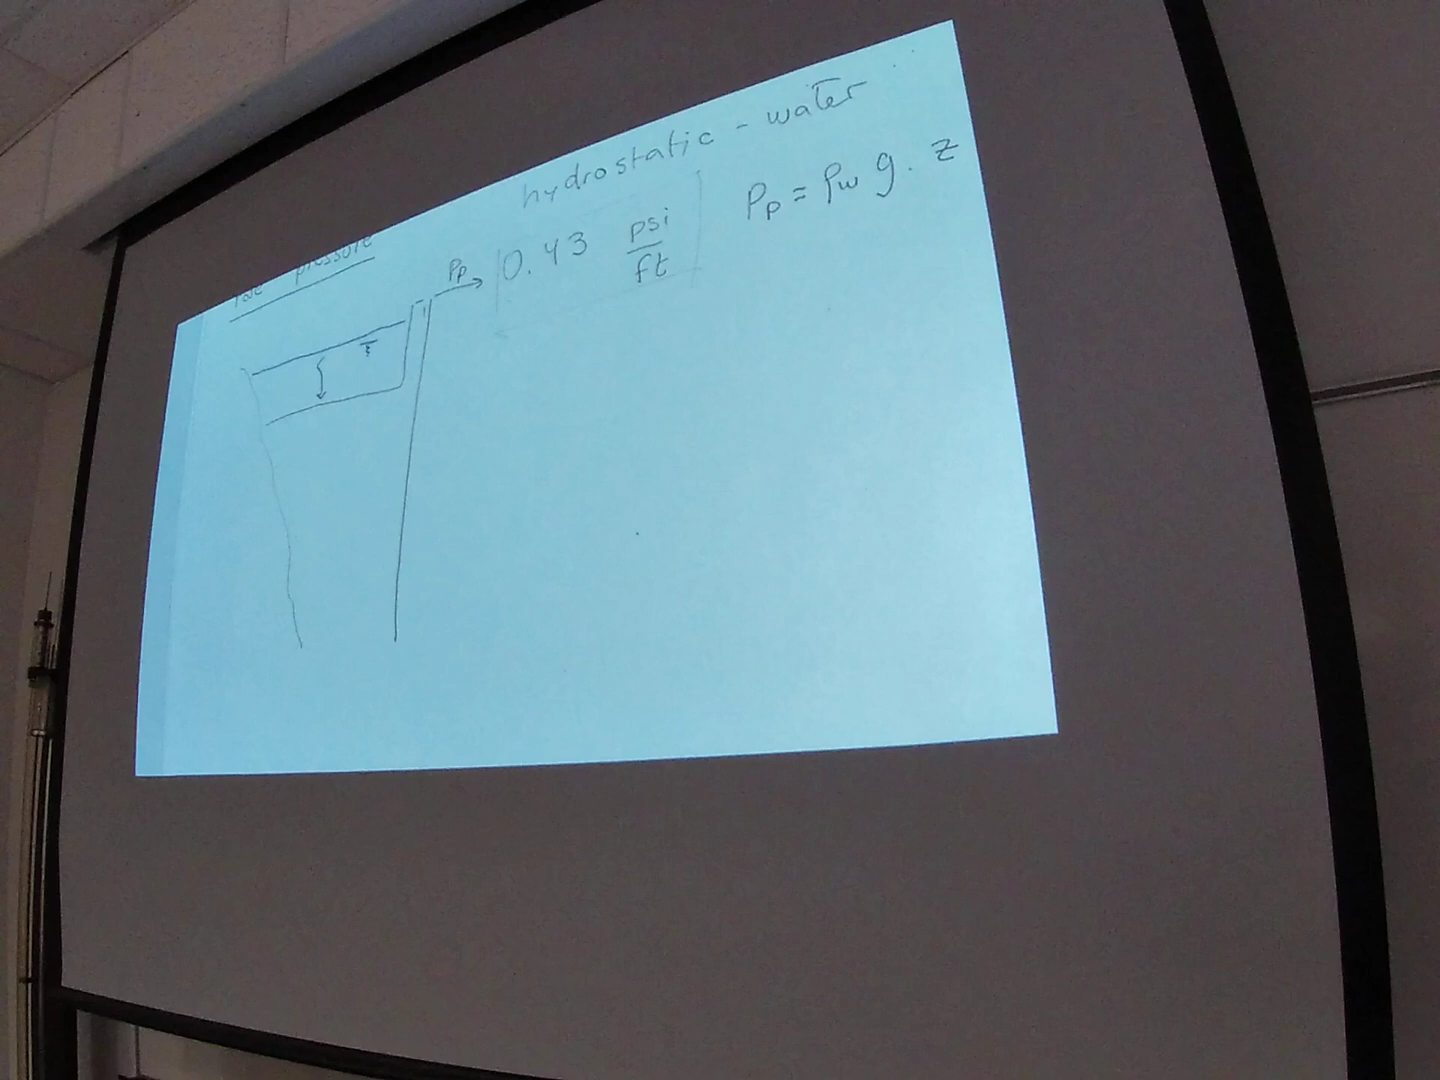 hydrostatic - water
pressure
Pp
0.43 psi/ft
Pp = ρw g. z